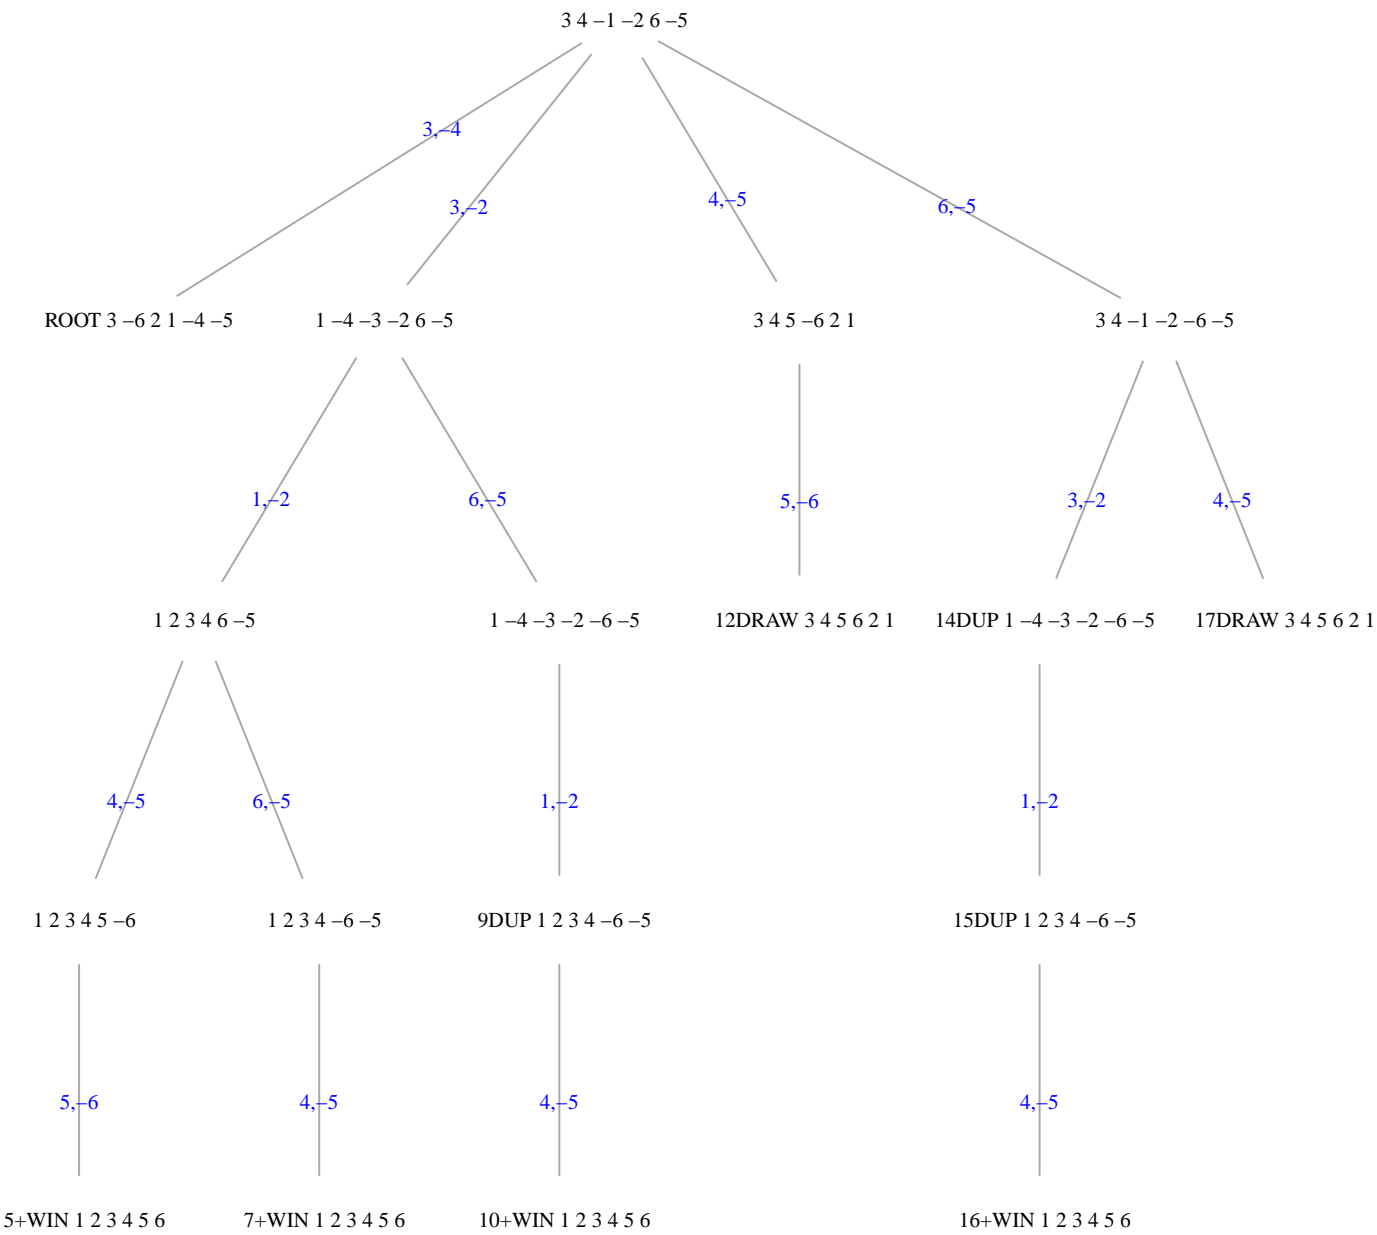 3 4 –1 –2 6 –5
3,–4
3,–2
4,–5
6,–5
ROOT 3 –6 2 1 –4 –5
1 –4 –3 –2 6 –5
3 4 5 –6 2 1
3 4 –1 –2 –6 –5
1,–2
6,–5
5,–6
3,–2
4,–5
1 2 3 4 6 –5
1 –4 –3 –2 –6 –5
12DRAW 3 4 5 6 2 1
14DUP 1 –4 –3 –2 –6 –5
17DRAW 3 4 5 6 2 1
4,–5
6,–5
1,–2
1,–2
1 2 3 4 5 –6
1 2 3 4 –6 –5
9DUP 1 2 3 4 –6 –5
15DUP 1 2 3 4 –6 –5
5,–6
4,–5
4,–5
4,–5
5+WIN 1 2 3 4 5 6
7+WIN 1 2 3 4 5 6
10+WIN 1 2 3 4 5 6
16+WIN 1 2 3 4 5 6